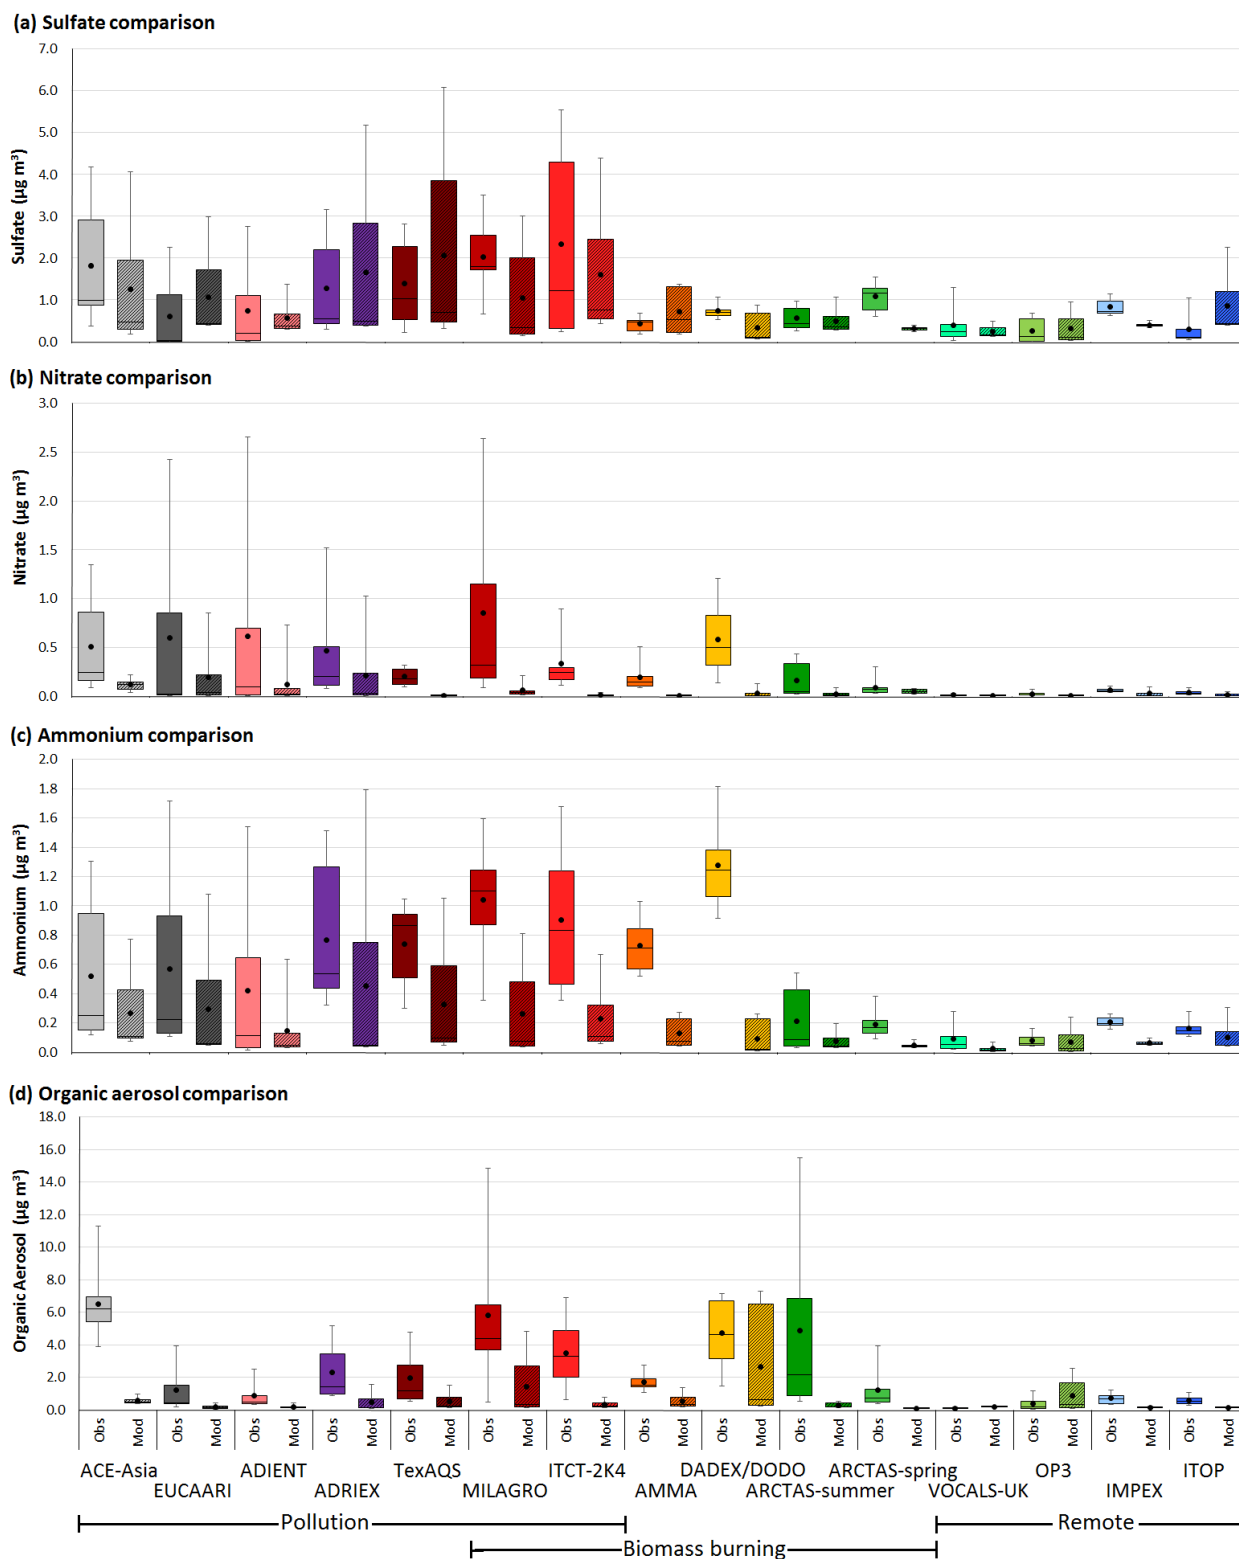 (a) Sulfate comparison
7.0
6.0
5.0
4.0
3.0
2.0
1.0
0.0
Sulfate (µg m³)
(b) Nitrate comparison
3.0
2.5
2.0
1.5
1.0
0.5
0.0
Nitrate (µg m³)
(c) Ammonium comparison
2.0
1.8
1.6
1.4
1.2
1.0
0.8
0.6
0.4
0.2
0.0
Ammonium (µg m³)
(d) Organic aerosol comparison
18.0
16.0
14.0
12.0
10.0
8.0
6.0
4.0
2.0
0.0
Organic Aerosol (µg m³)
Obs Mod Obs Mod Obs Mod Obs Mod Obs Mod Obs Mod Obs Mod Obs Mod Obs Mod Obs Mod Obs Mod Obs Mod Obs Mod Obs Mod Obs Mod
ACE-Asia ADIENT TexAQS ITCT-2K4 DADEX/DODO ARCTAS-spring OP3 ITOP
EUCAARI ADRIEX MILAGRO AMMA ARCTAS-summer VOCALS-UK IMPEX
Pollution Remote
Biomass burning